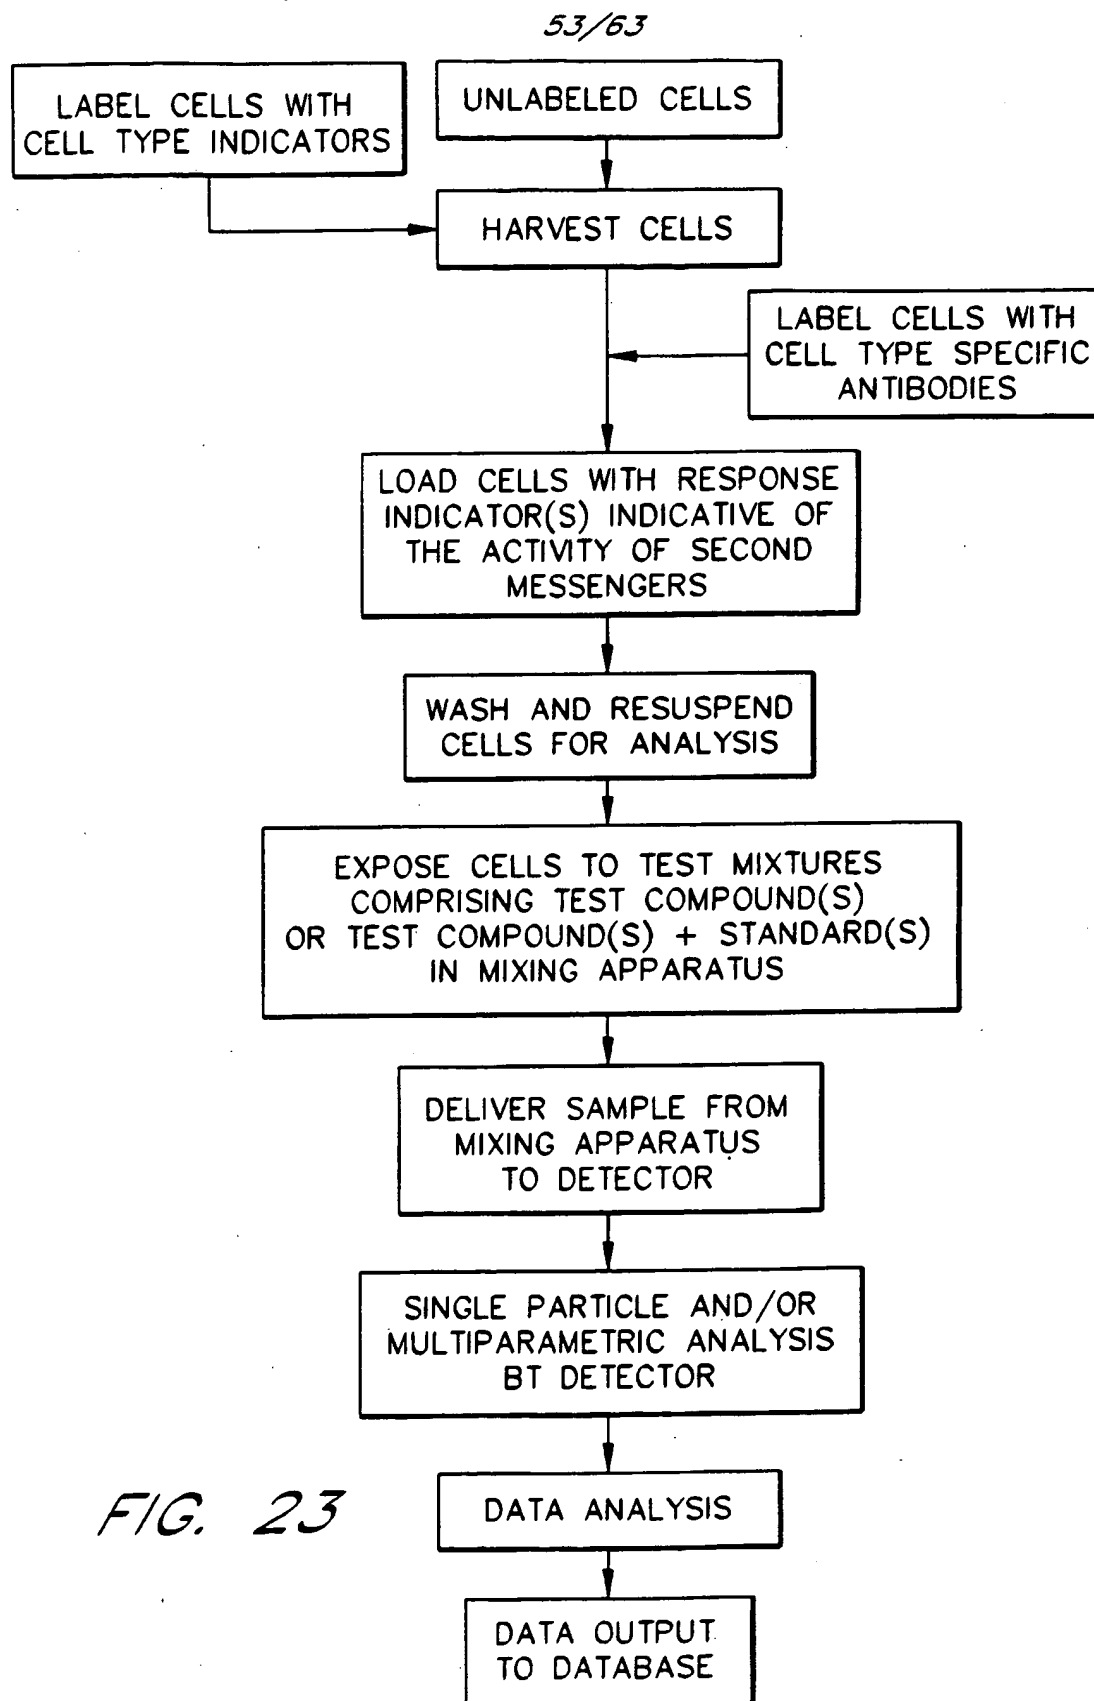 53/63
LABEL CELLS WITH
CELL TYPE INDICATORS
UNLABELED CELLS
HARVEST CELLS
LABEL CELLS WITH
CELL TYPE SPECIFIC
ANTIBODIES
LOAD CELLS WITH RESPONSE
INDICATOR(S) INDICATIVE OF
THE ACTIVITY OF SECOND
MESSENGERS
WASH AND RESUSPEND
CELLS FOR ANALYSIS
EXPOSE CELLS TO TEST MIXTURES
COMPRISING TEST COMPOUND(S)
OR TEST COMPOUND(S) + STANDARD(S)
IN MIXING APPARATUS
DELIVER SAMPLE FROM
MIXING APPARATUS
TO DETECTOR
SINGLE PARTICLE AND/OR
MULTIPARAMETRIC ANALYSIS
BT DETECTOR
DATA ANALYSIS
FIG. 23
DATA OUTPUT
TO DATABASE